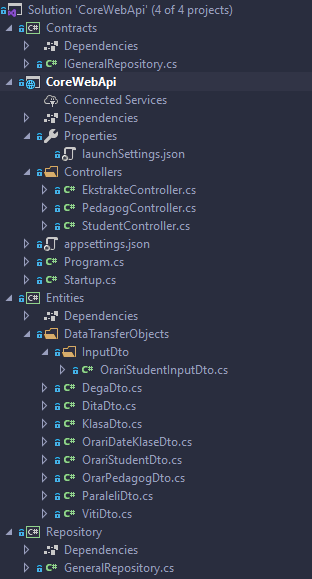 Solution 'CoreWebApi' (4 of 4 projects)
Contracts
Dependencies
IGeneralRepository.cs
CoreWebApi
Connected Services
Dependencies
Properties
launchSettings.json
Controllers
EkstrakteController.cs
PedagogController.cs
StudentController.cs
appsettings.json
Program.cs
Startup.cs
Entities
Dependencies
DataTransferObjects
InputDto
OrariStudentInputDto.cs
DegaDto.cs
DitaDto.cs
KlasaDto.cs
OrariDateKlaseDto.cs
OrariStudentDto.cs
OrarPedagogDto.cs
ParaleliDto.cs
VitiDto.cs
Repository
Dependencies
GeneralRepository.cs